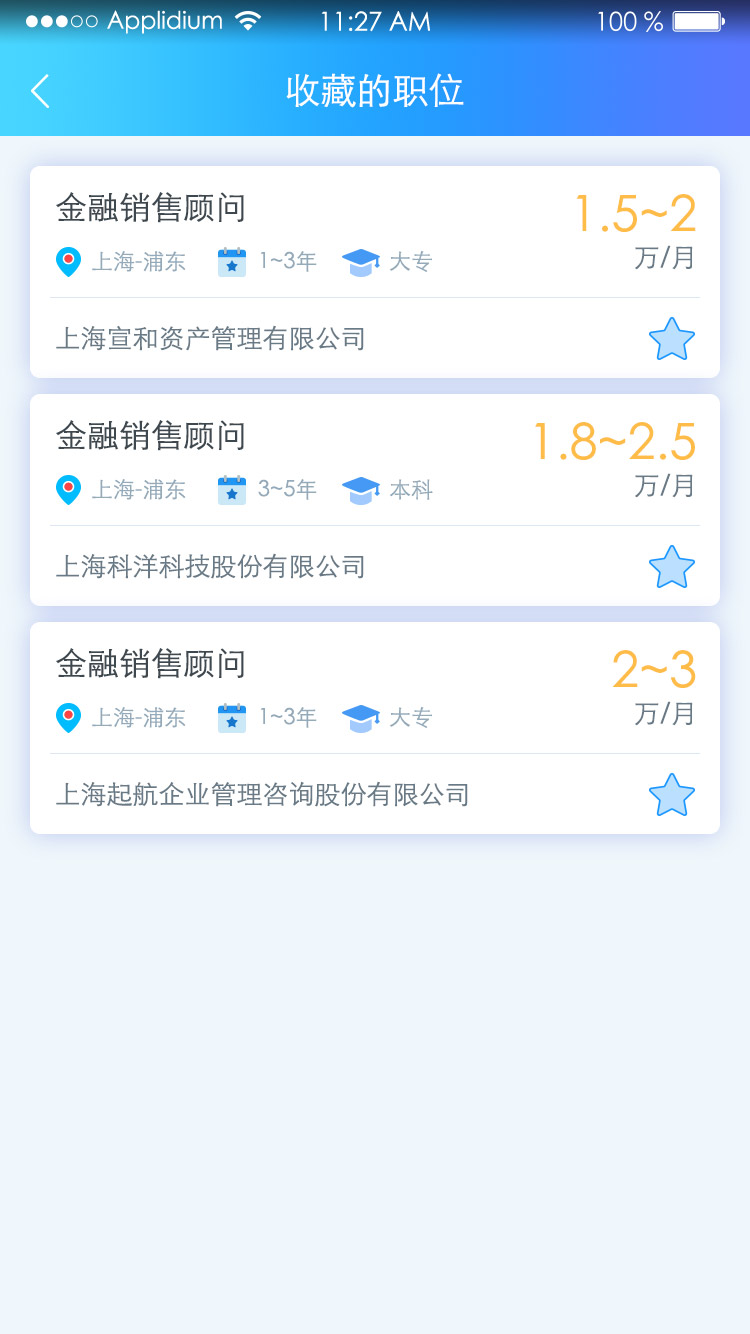 Applidium 11:27 AM 100 %
收藏的职位
金融销售顾问 1.5~2
上海-浦东 1~3年 大专 万/月
上海宣和资产管理有限公司
金融销售顾问 1.8~2.5
上海-浦东 3~5年 本科 万/月
上海科洋科技股份有限公司
金融销售顾问 2~3
上海-浦东 1~3年 大专 万/月
上海起航企业管理咨询股份有限公司